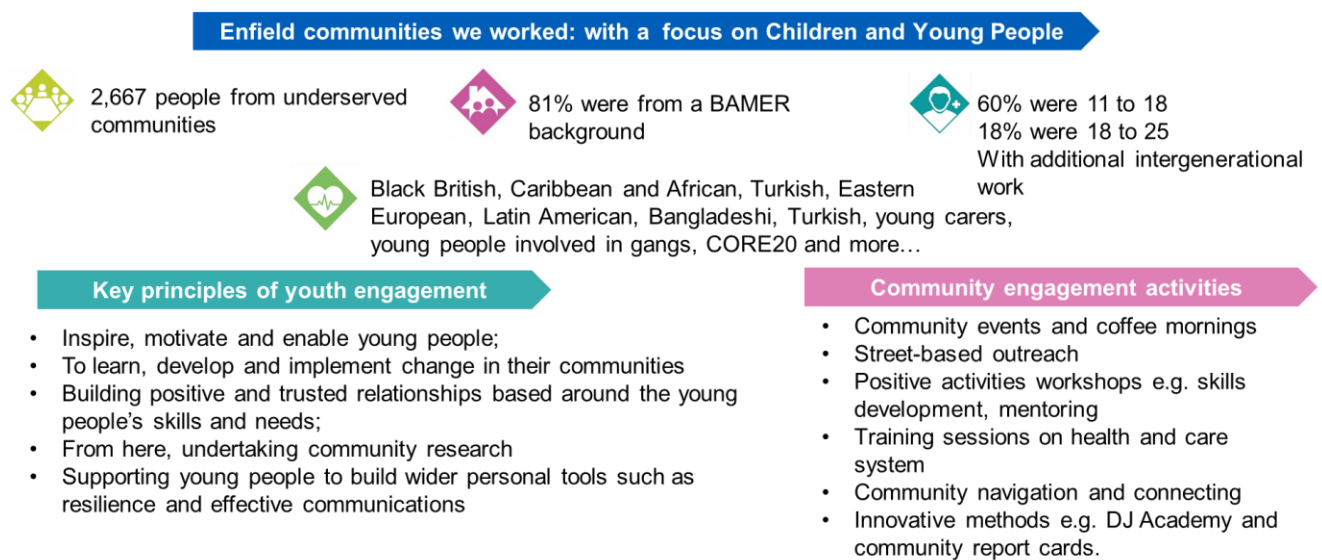 Enfield communities we worked: with a focus on Children and Young People
2,667 people from underserved
communities
81% were from a BAMER
background
60% were 11 to 18
18% were 18 to 25
With additional intergenerational
work
Black British, Caribbean and African, Turkish, Eastern
European, Latin American, Bangladeshi, Turkish, young carers,
young people involved in gangs, CORE20 and more…
Key principles of youth engagement
• Inspire, motivate and enable young people;
• To learn, develop and implement change in their communities
• Building positive and trusted relationships based around the young
people’s skills and needs;
• From here, undertaking community research
• Supporting young people to build wider personal tools such as
resilience and effective communications
Community engagement activities
• Community events and coffee mornings
• Street-based outreach
• Positive activities workshops e.g. skills
development, mentoring
• Training sessions on health and care
system
• Community navigation and connecting
• Innovative methods e.g. DJ Academy and
community report cards.